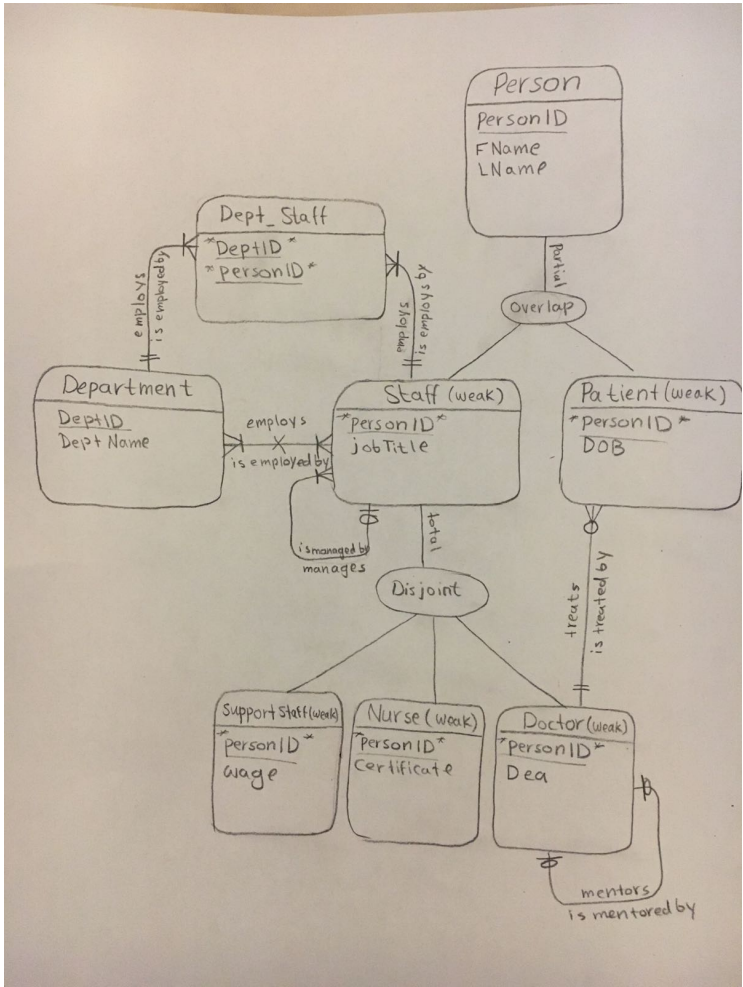 Person
PersonID
FName
LName
Partial
Overlap
Dept_Staff
*DeptID*
*personID*
employs
is employed by
employs
is employs by
Department
DeptID
Dept Name
employs
is employed by
Staff (weak)
*personID*
jobTitle
is managed by
manages
total
Patient (weak)
*personID*
DOB
treats
is treated by
Disjoint
Support Staff (weak)
*personID*
wage
Nurse (weak)
*personID*
Certificate
Doctor (weak)
*personID*
Dea
mentors
is mentored by